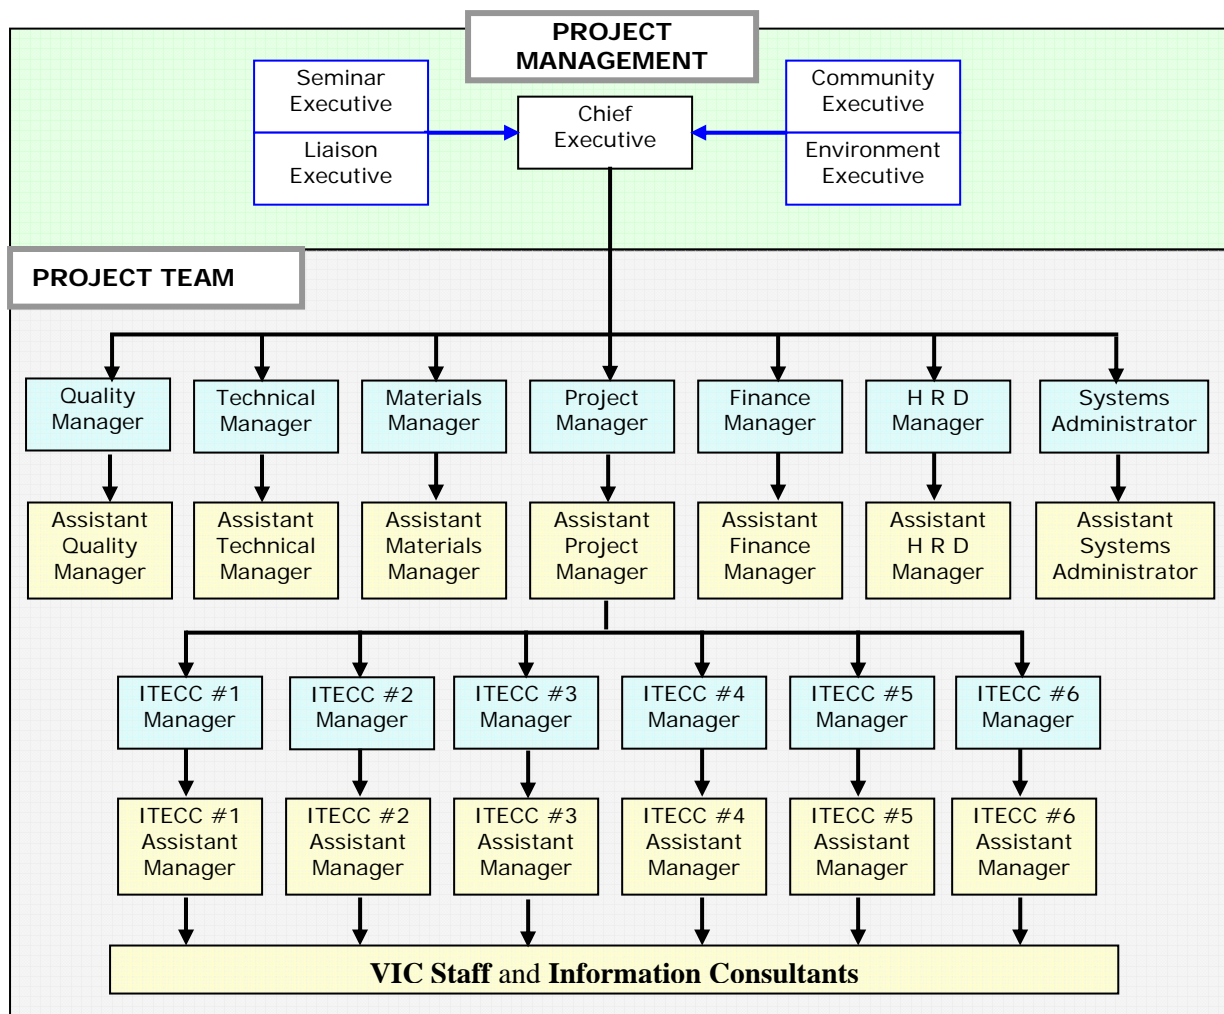 PROJECT
MANAGEMENT
Seminar
Executive
Liaison
Executive
Chief
Executive
Community
Executive
Environment
Executive
PROJECT TEAM
Quality
Manager
Technical
Manager
Materials
Manager
Project
Manager
Finance
Manager
H R D
Manager
Systems
Administrator
Assistant
Quality
Manager
Assistant
Technical
Manager
Assistant
Materials
Manager
Assistant
Project
Manager
Assistant
Finance
Manager
Assistant
H R D
Manager
Assistant
Systems
Administrator
ITECC #1
Manager
ITECC #2
Manager
ITECC #3
Manager
ITECC #4
Manager
ITECC #5
Manager
ITECC #6
Manager
ITECC #1
Assistant
Manager
ITECC #2
Assistant
Manager
ITECC #3
Assistant
Manager
ITECC #4
Assistant
Manager
ITECC #5
Assistant
Manager
ITECC #6
Assistant
Manager
VIC Staff and Information Consultants